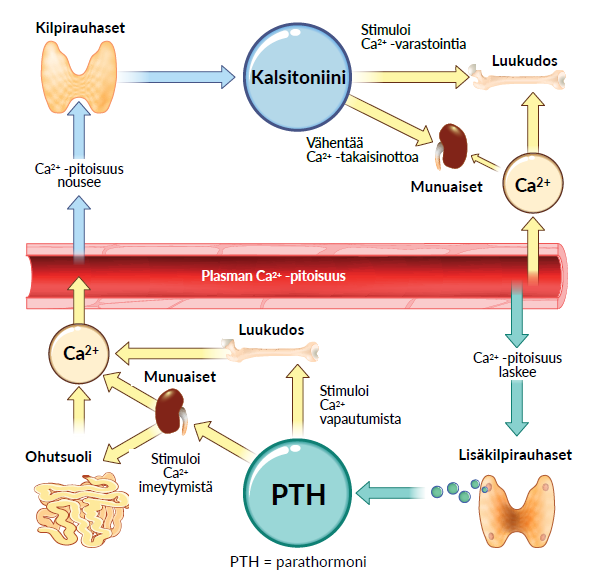 Kilpirauhaset
Kalsitoniini
Stimuloi
Ca²⁺ -varastointia
Luukudos
Vähentää
Ca²⁺ -takaisinottoa
Munuaiset
Ca²⁺
Ca²⁺ -pitoisuus
nousee
Plasman Ca²⁺ -pitoisuus
Ca²⁺
Luukudos
Munuaiset
Stimuloi
Ca²⁺
vapautumista
Ca²⁺ -pitoisuus
laskee
Ohutsuoli
Stimuloi
Ca²⁺
imeytymistä
PTH
Lisäkilpirauhaset
PTH = parathormoni